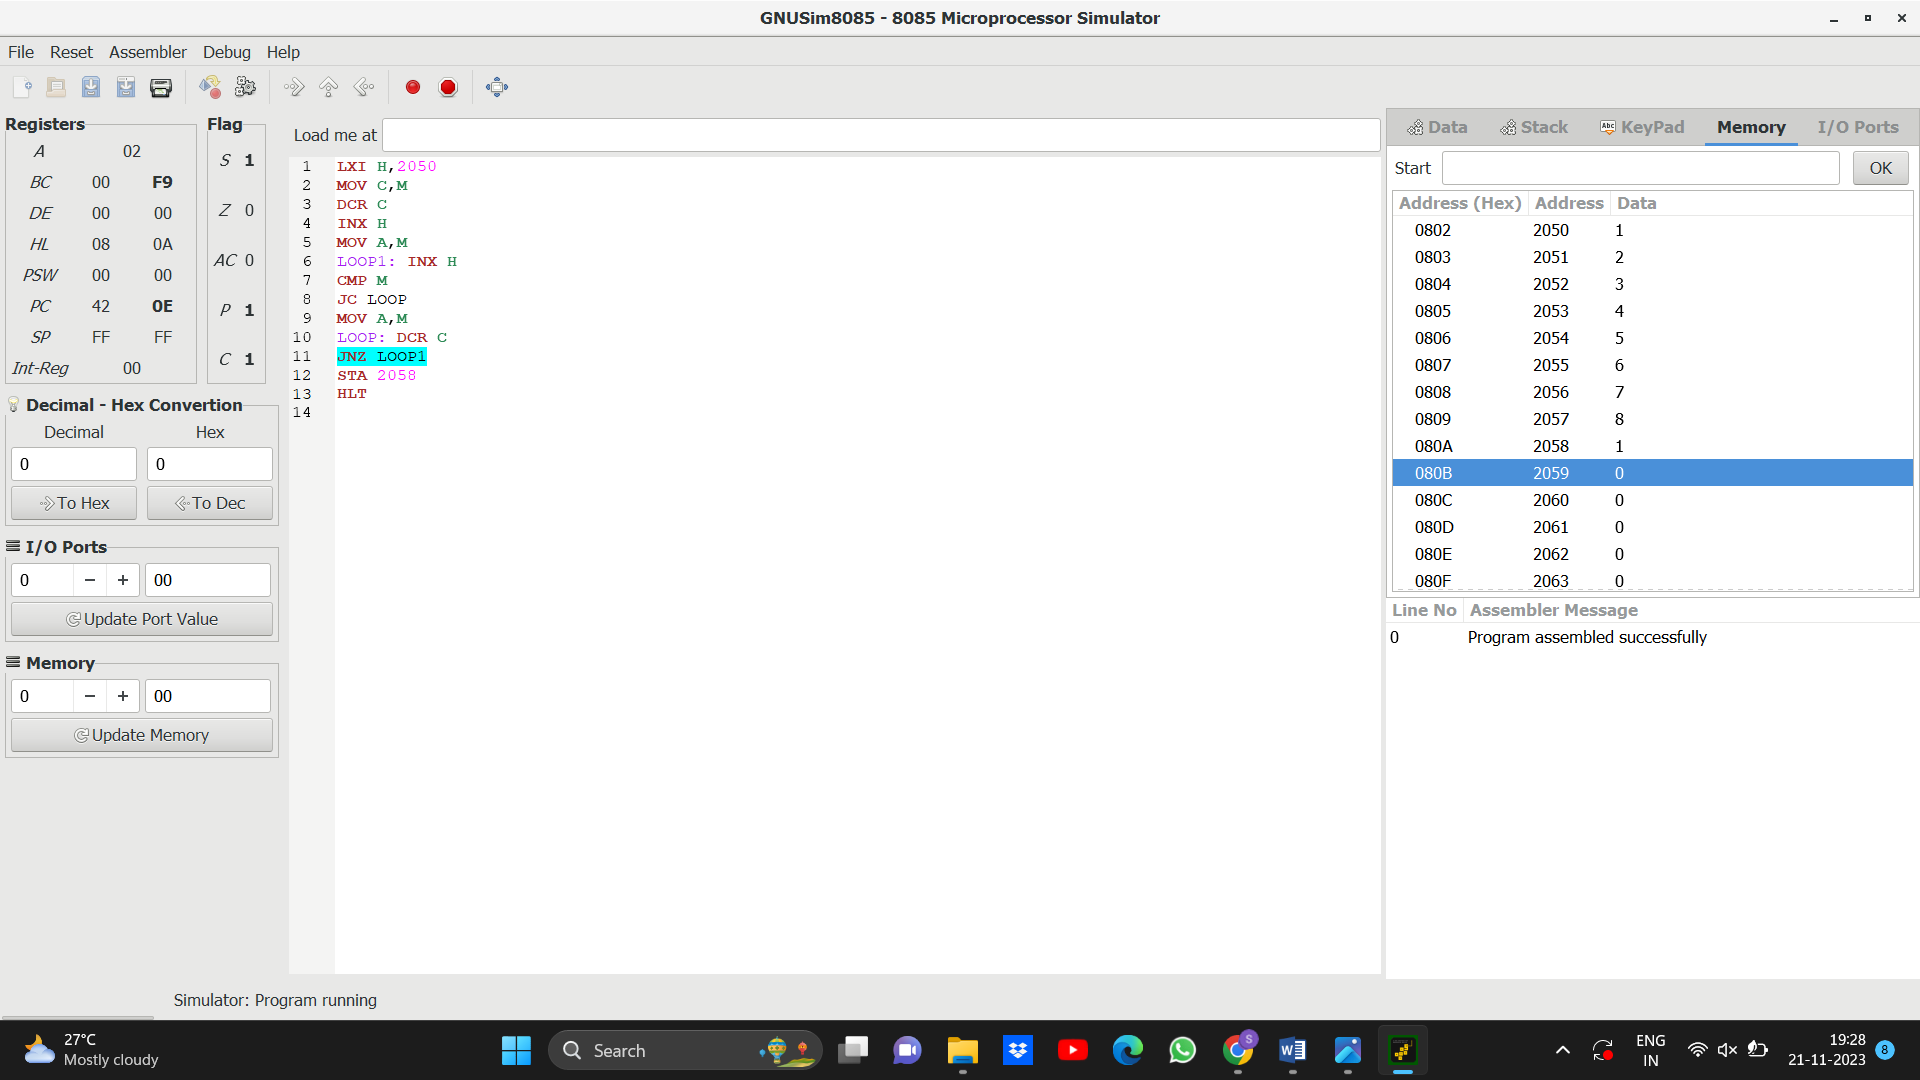 GNUSim8085 - 8085 Microprocessor Simulator
File Reset Assembler Debug Help
Registers
A 02
BC 00 F9
DE 00 00
HL 08 0A
PSW 00 00
PC 42 0E
SP FF FF
Int-Reg 00
Flag
S 1
Z 0
AC 0
P 1
C 1
Decimal - Hex Convertion
Decimal Hex
0 0
To Hex To Dec
I/O Ports
0 − + 00
Update Port Value
Memory
0 − + 00
Update Memory
Load me at
1 LXI H,2050
2 MOV C,M
3 DCR C
4 INX H
5 MOV A,M
6 LOOP1: INX H
7 CMP M
8 JC LOOP
9 MOV A,M
10 LOOP: DCR C
11 JNZ LOOP1
12 STA 2058
13 HLT
14
Data Stack Abc KeyPad Memory I/O Ports
Start OK
Address (Hex) Address Data
0802 2050 1
0803 2051 2
0804 2052 3
0805 2053 4
0806 2054 5
0807 2055 6
0808 2056 7
0809 2057 8
080A 2058 1
080B 2059 0
080C 2060 0
080D 2061 0
080E 2062 0
080F 2063 0
Line No Assembler Message
0 Program assembled successfully
Simulator: Program running
27°C
Mostly cloudy
Search
S
W
ENG
IN
19:28
21-11-2023
8